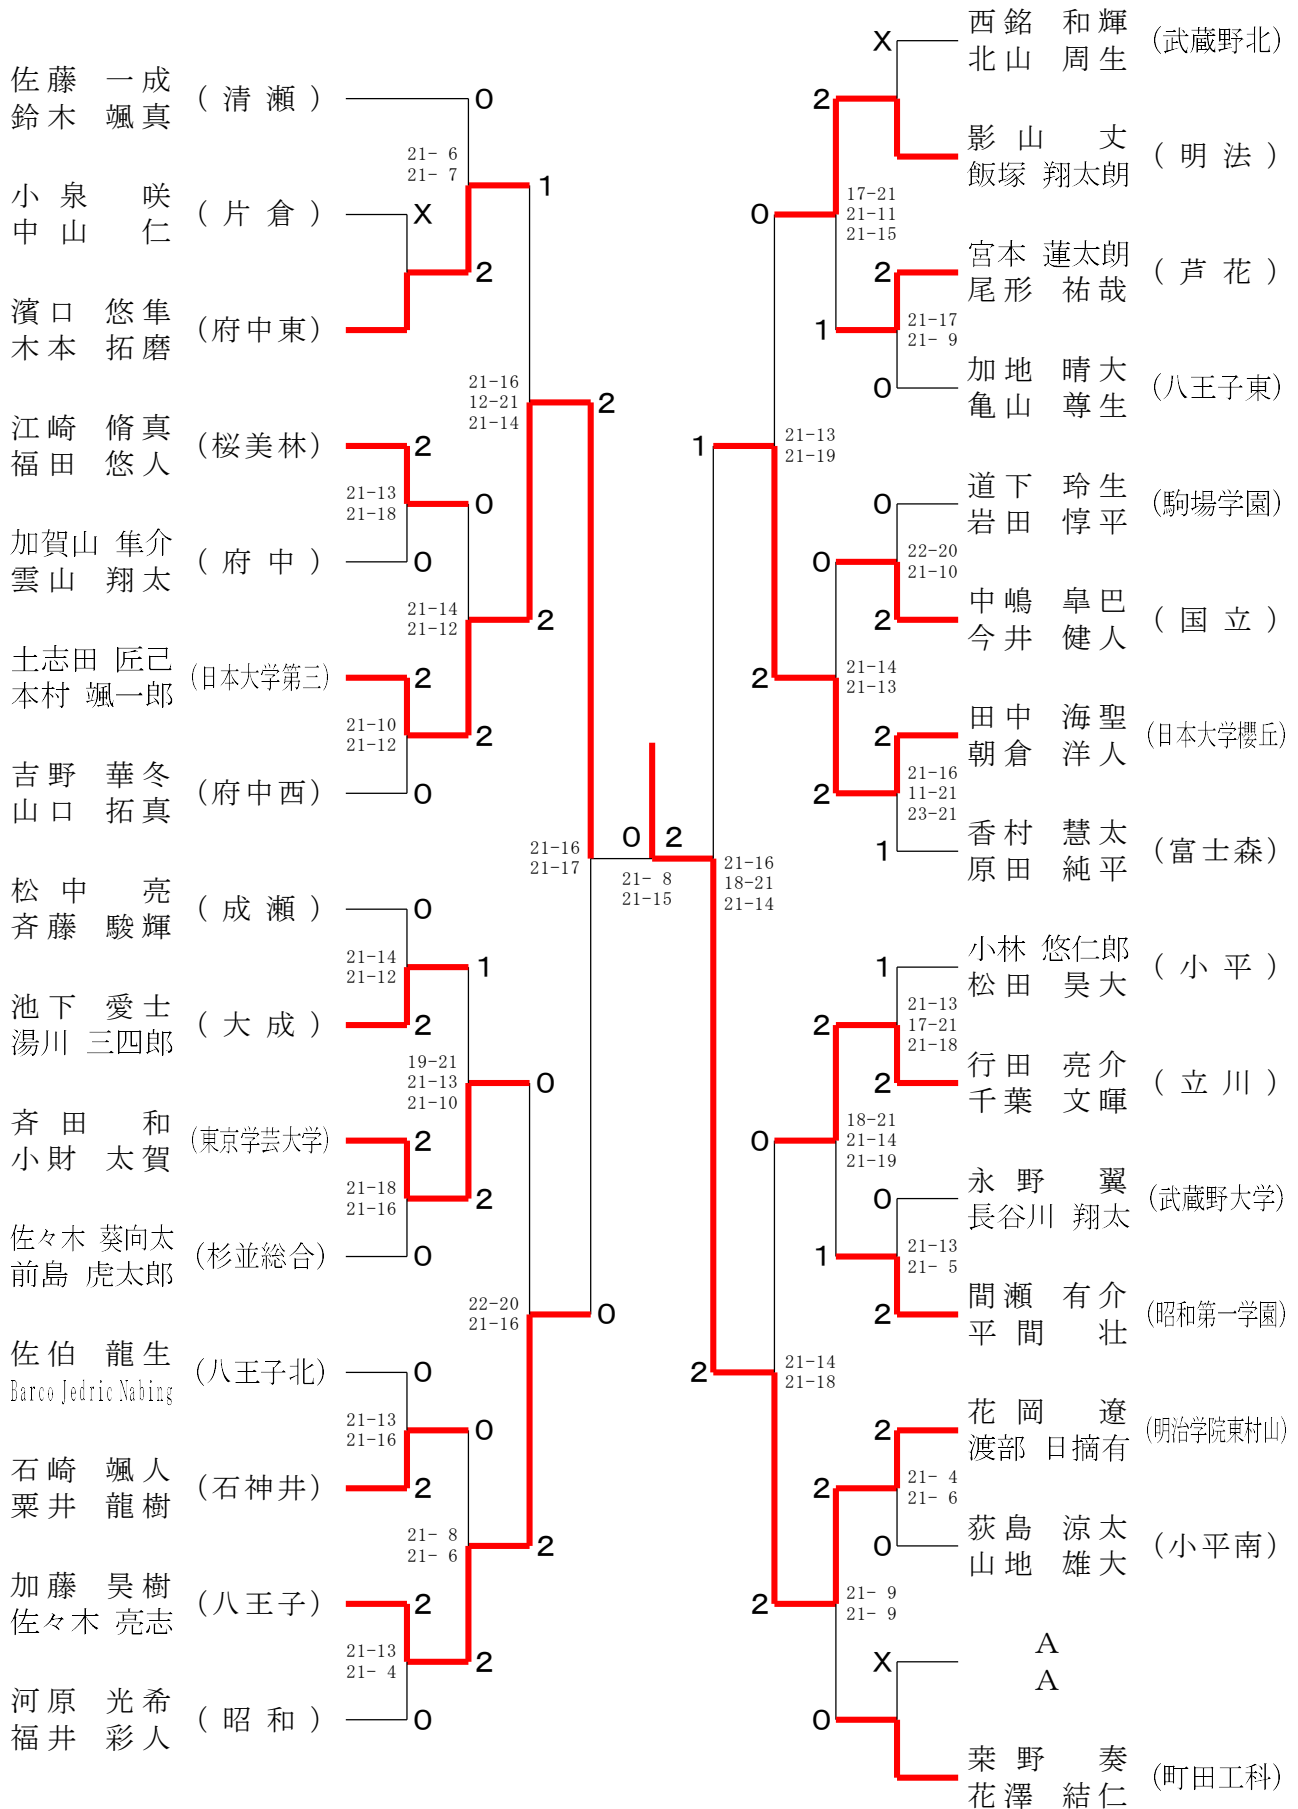 佐藤 一成
鈴木 颯真
(清瀬)
0
21- 6
21- 7
1
小泉 咲
中山 仁
(片倉)
X
2
濱口 悠隼
木本 拓磨
(府中東)
21-16
12-21
21-14
2
江崎 脩真
福田 悠人
(桜美林)
2
21-13
21-18
0
加賀山 隼介
雲山 翔太
(府中)
0
21-14
21-12
2
土志田 匠己
本村 颯一郎
(日本大学第三)
2
21-10
21-12
2
吉野 華冬
山口 拓真
(府中西)
0
21-16
21-17
松中 亮
斉藤 駿輝
(成瀬)
0
21-14
21-12
1
池下 愛士
湯川 三四郎
(大成)
2
19-21
21-13
21-10
0
斉田 和
小財 太賀
(東京学芸大学)
2
21-18
21-16
2
佐々木 葵向太
前島 虎太郎
(杉並総合)
0
22-20
21-16
0
佐伯 龍生
Barco Jedric Nabing
(八王子北)
0
21-13
21-16
0
石崎 颯人
粟井 龍樹
(石神井)
2
21- 8
21- 6
2
加藤 昊樹
佐々木 亮志
(八王子)
2
21-13
21- 4
2
河原 光希
福井 彩人
(昭和)
0
0 2
21- 8
21-15
西銘 和輝
北山 周生
(武蔵野北)
X
2
影山 丈
飯塚 翔太朗
(明法)
17-21
21-11
21-15
0
宮本 蓮太朗
尾形 祐哉
(芦花)
2
21-17
21- 9
1
加地 晴大
亀山 尊生
(八王子東)
0
21-13
21-19
1
道下 玲生
岩田 惇平
(駒場学園)
0
22-20
21-10
0
中嶋 皐巴
今井 健人
(国立)
2
21-14
21-13
2
田中 海聖
朝倉 洋人
(日本大学櫻丘)
2
21-16
11-21
23-21
2
香村 慧太
原田 純平
(富士森)
1
21-16
18-21
21-14
小林 悠仁郎
松田 昊大
(小平)
1
21-13
17-21
21-18
2
行田 亮介
千葉 文暉
(立川)
2
18-21
21-14
21-19
0
永野 翼
長谷川 翔太
(武蔵野大学)
0
21-13
21- 5
1
間瀬 有介
平間 壮
(昭和第一学園)
2
21-14
21-18
2
花岡 遼
渡部 日摘有
(明治学院東村山)
2
21- 4
21- 6
2
荻島 涼太
山地 雄大
(小平南)
0
21- 9
21- 9
2
A
A
X
0
桒野 奏
花澤 結仁
(町田工科)